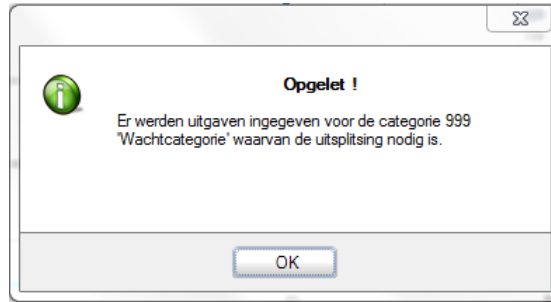 Opgelet !
Er werden uitgaven ingegeven voor de categorie 999
'Wachtcategorie' waarvan de uitsplitsing nodig is.
OK